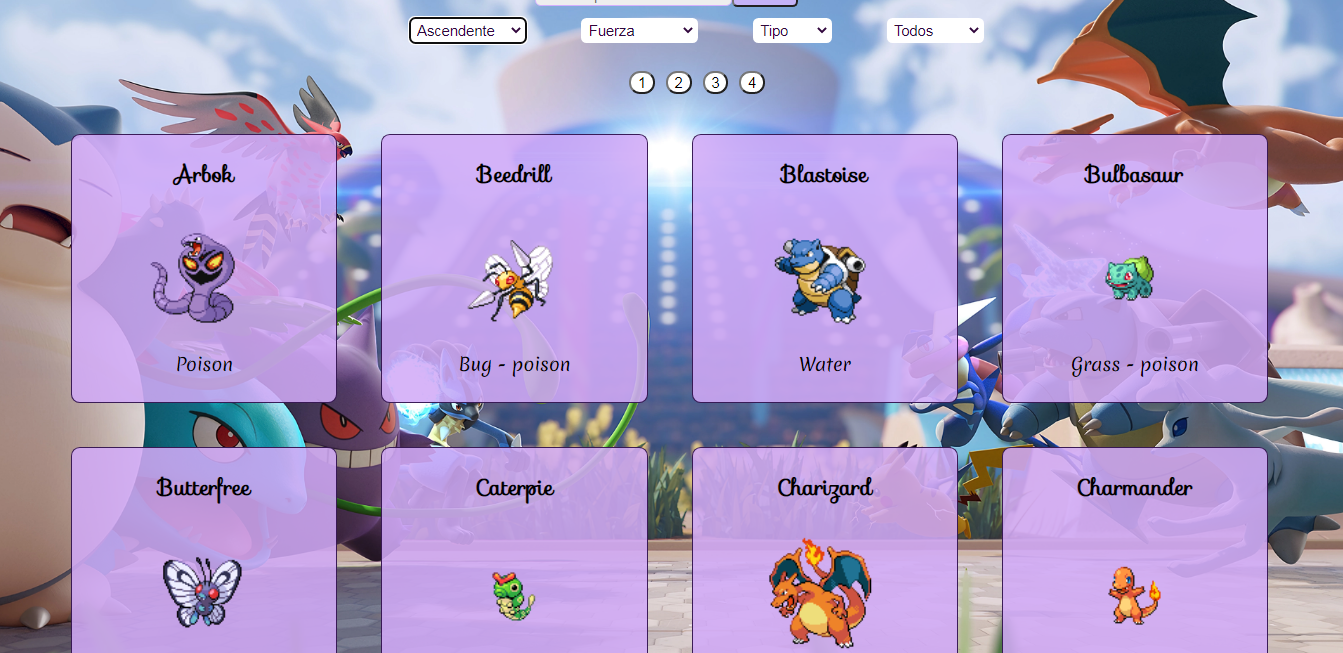 Ascendente Fuerza Tipo Todos
1 2 3 4
Arbok Beedrill Blastoise Bulbasaur
Poison Bug - poison Water Grass - poison
Butterfree Caterpie Charizard Charmander